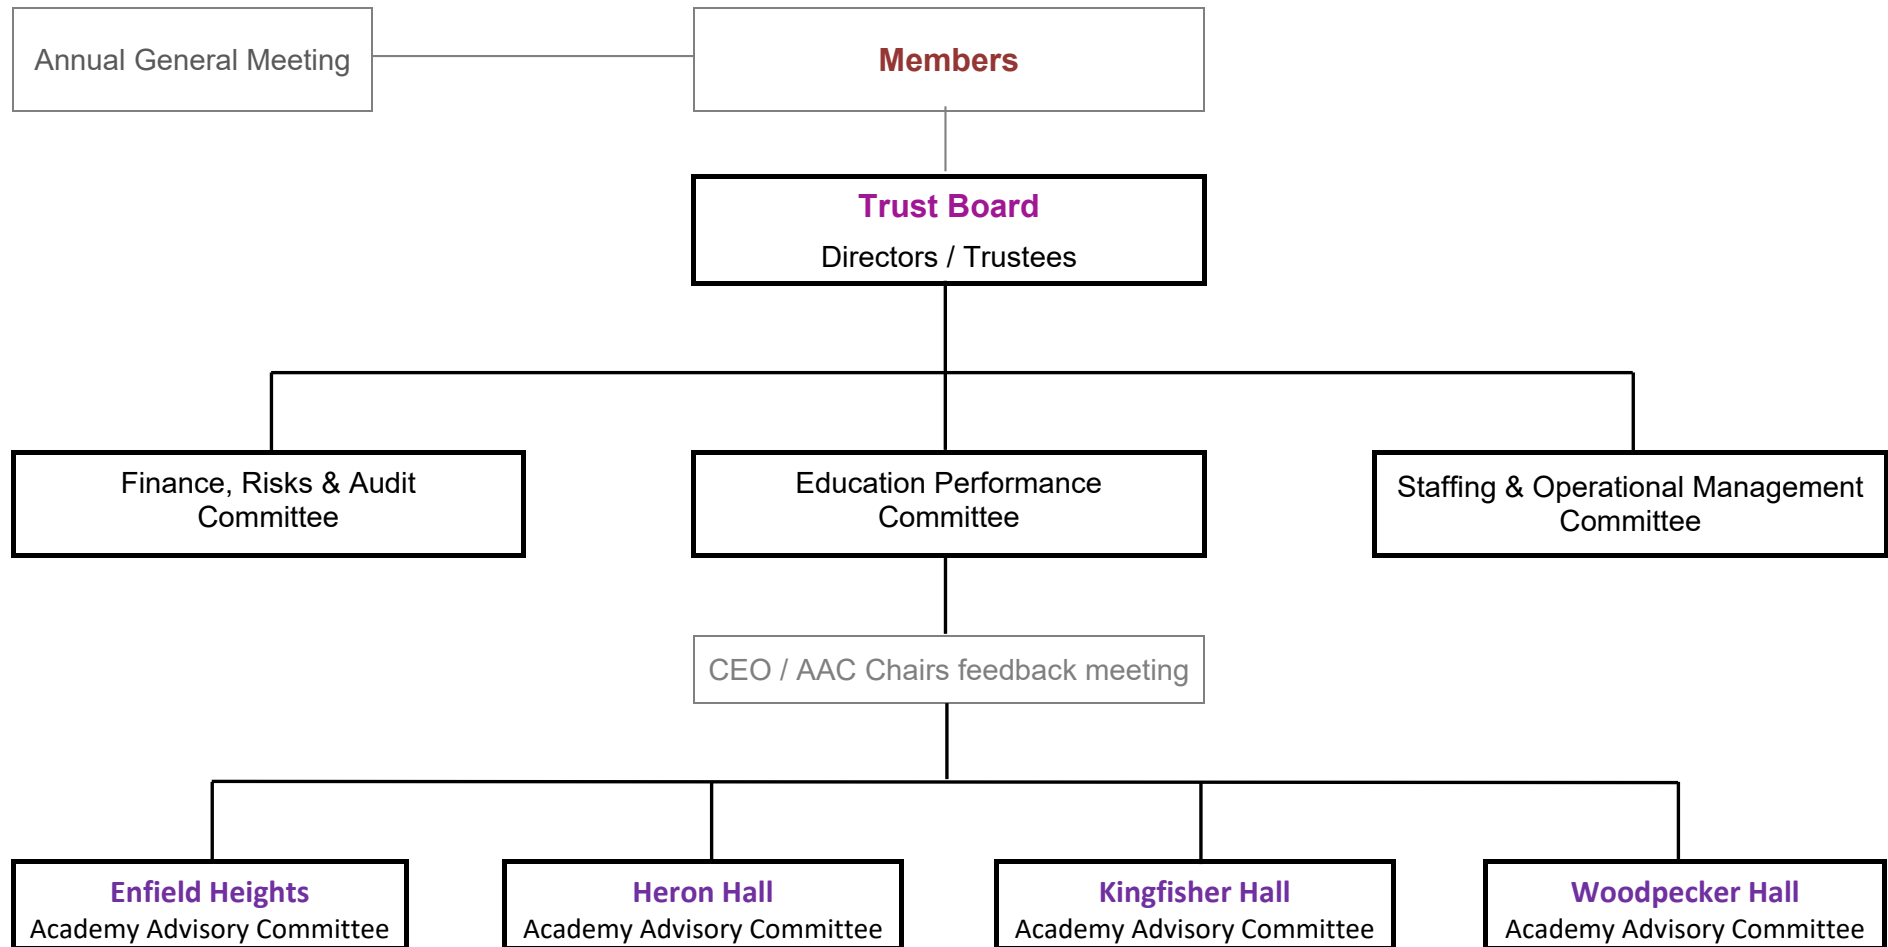 Annual General Meeting
Members
Trust Board
Directors / Trustees
Finance, Risks & Audit
Committee
Education Performance
Committee
Staffing & Operational Management
Committee
CEO / AAC Chairs feedback meeting
Enfield Heights
Academy Advisory Committee
Heron Hall
Academy Advisory Committee
Kingfisher Hall
Academy Advisory Committee
Woodpecker Hall
Academy Advisory Committee